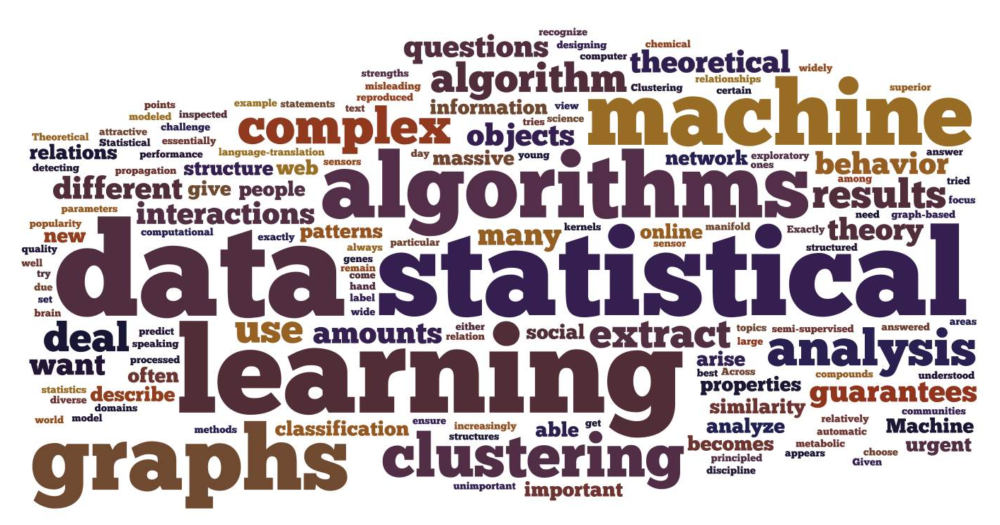 recognize
questions designing chemical
computer theoretical widely
strengths algorithm relationships
misleading Clustering certain superior
reproduced
points example statements text information view machine
modeled inspected complex tries science
challenge objects
Theoretical attractive essentially
Statistical
relations performance language-translation day massive young network exploratory answer
detecting propagation structure web sensors algorithms ones behavior
different give people among results tried
focus
parameters interactions need graph-based
popularity computational exactly patterns many kernels online manifold Exactly theory
new always particular sensor structured
quality data genes statistical
well remain
try come
due hand
set label
brain wide
areas
deal predict use amounts either social extract topics semi-supervised answered
speaking relation large analysis
want processed learning arise
often best Across compounds understood
statistics describe properties guarantees
diverse
domains similarity communities
world model relatively
methods classification ensure increasingly able get analyze automatic Machine
graphs structures clustering becomes metabolic urgent
principled appears choose
discipline Given
unimportant important